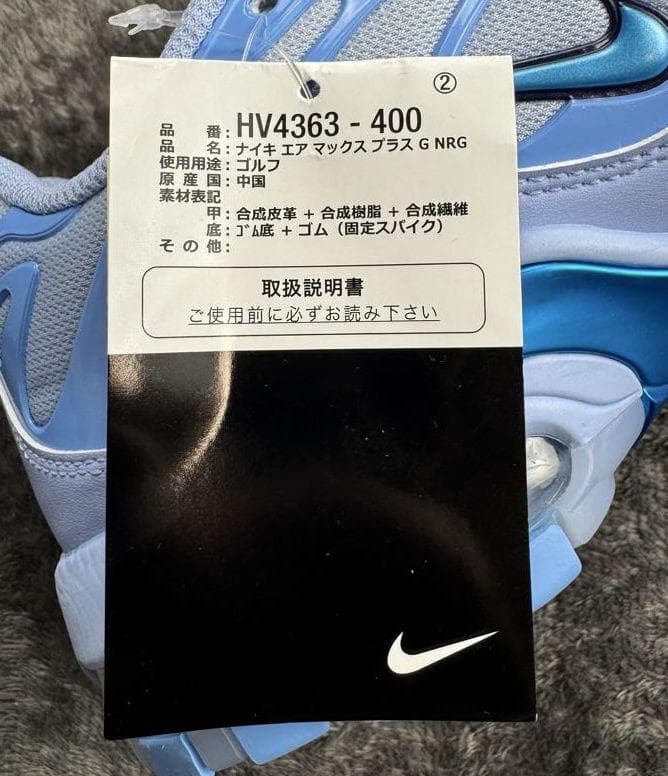 ②
品番：HV4363 - 400
品名：ナイキ エア マックス プラス G NRG
使用用途：ゴルフ
原産国：中国
素材表記
甲：合成皮革 + 合成樹脂 + 合成繊維
底：ｺﾞﾑ底 + ゴム（固定スパイク）
その他：
取扱説明書
ご使用前に必ずお読み下さい